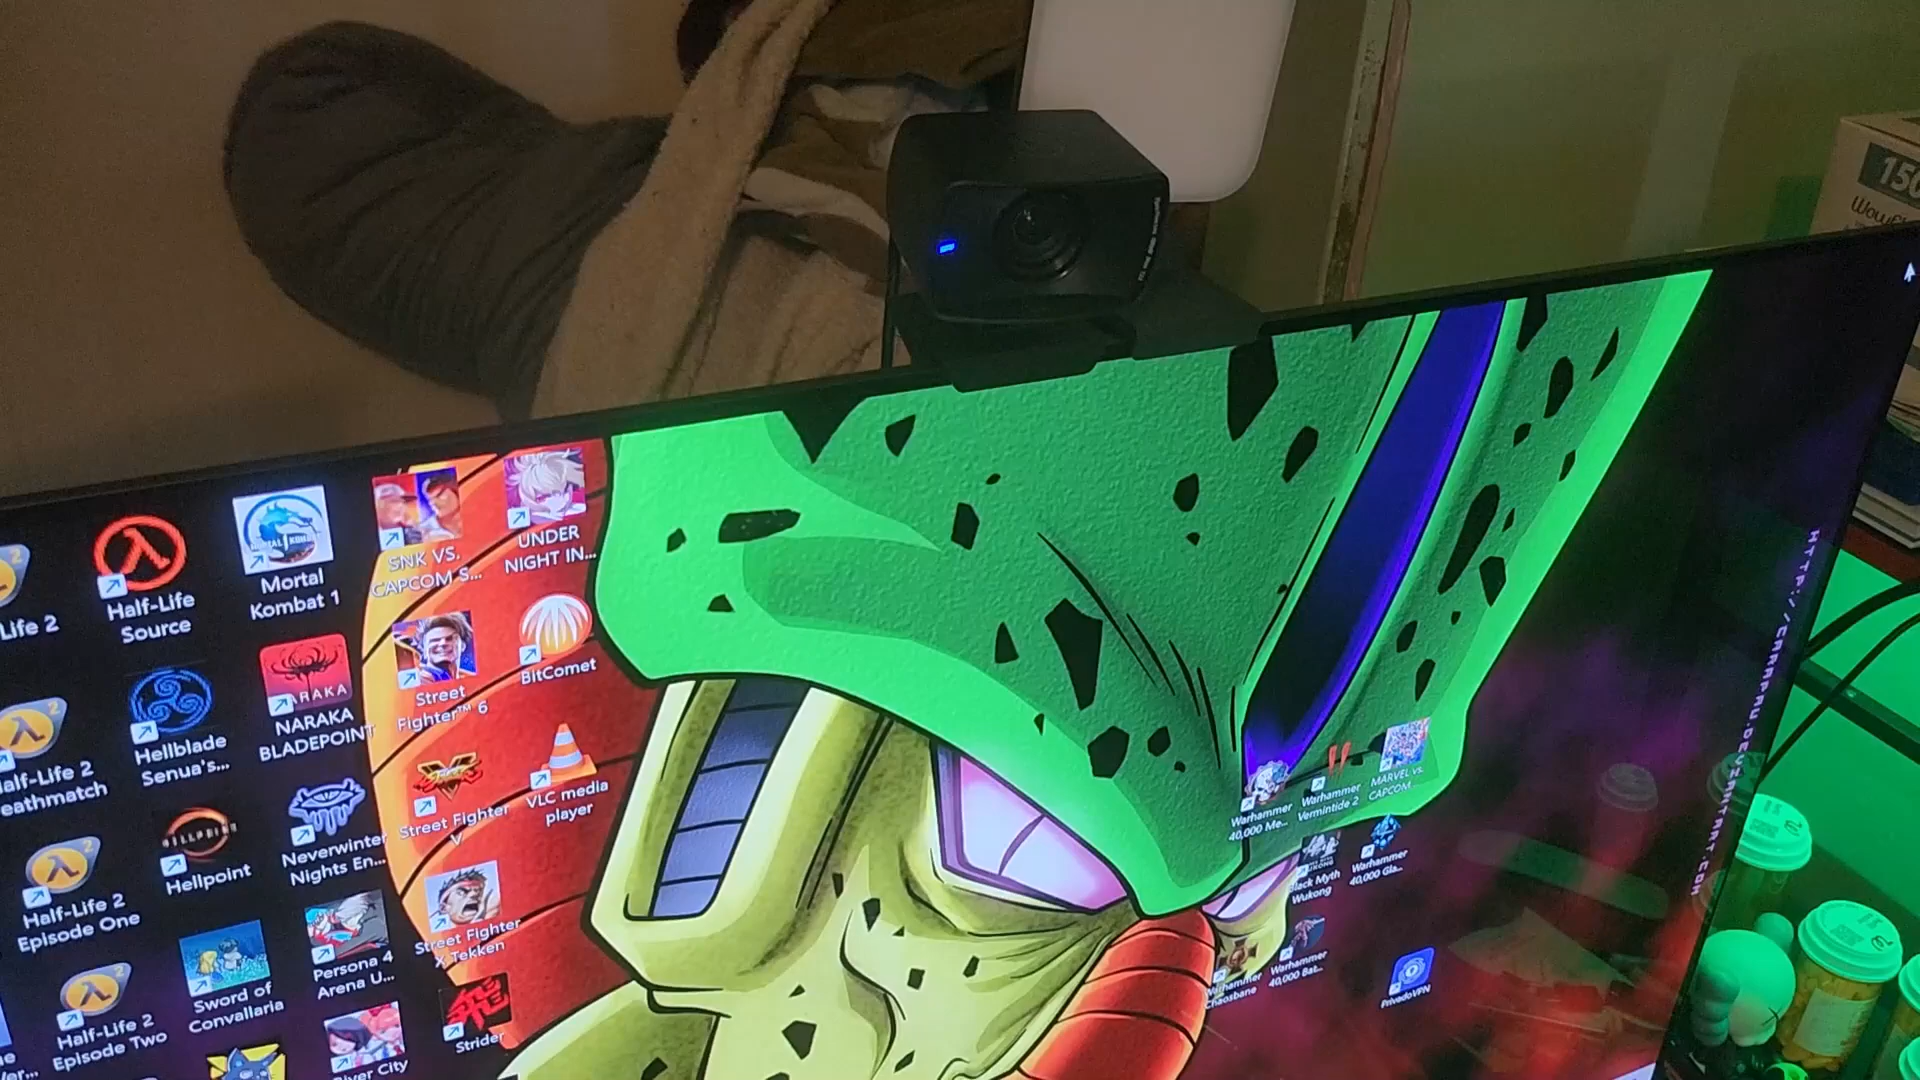 150
Life 2
Half-Life
Source
Mortal
Kombat 1
SNK VS.
CAPCOM S...
UNDER
NIGHT IN...
Half-Life 2
Deathmatch
Hellblade
Senua's...
NARAKA
NARAKA
BLADEPOINT
Street
Fighter™ 6
BitComet
Half-Life 2
Episode One
HELLPOINT
Hellpoint
Neverwinter
Nights En...
Street Fighter
V
VLC media
player
Half-Life 2
Episode Two
Sword of
Convallaria
Persona 4
Arena U...
Street Fighter
X Tekken
River City
Strider
Warhammer
40,000 Me...
Warhammer
Vermintide 2
MARVEL vs.
CAPCOM
Black Myth
Wukong
Warhammer
40,000 Gla...
Warhammer
Chaosbane
Warhammer
40,000 Bat...
PrivadoVPN